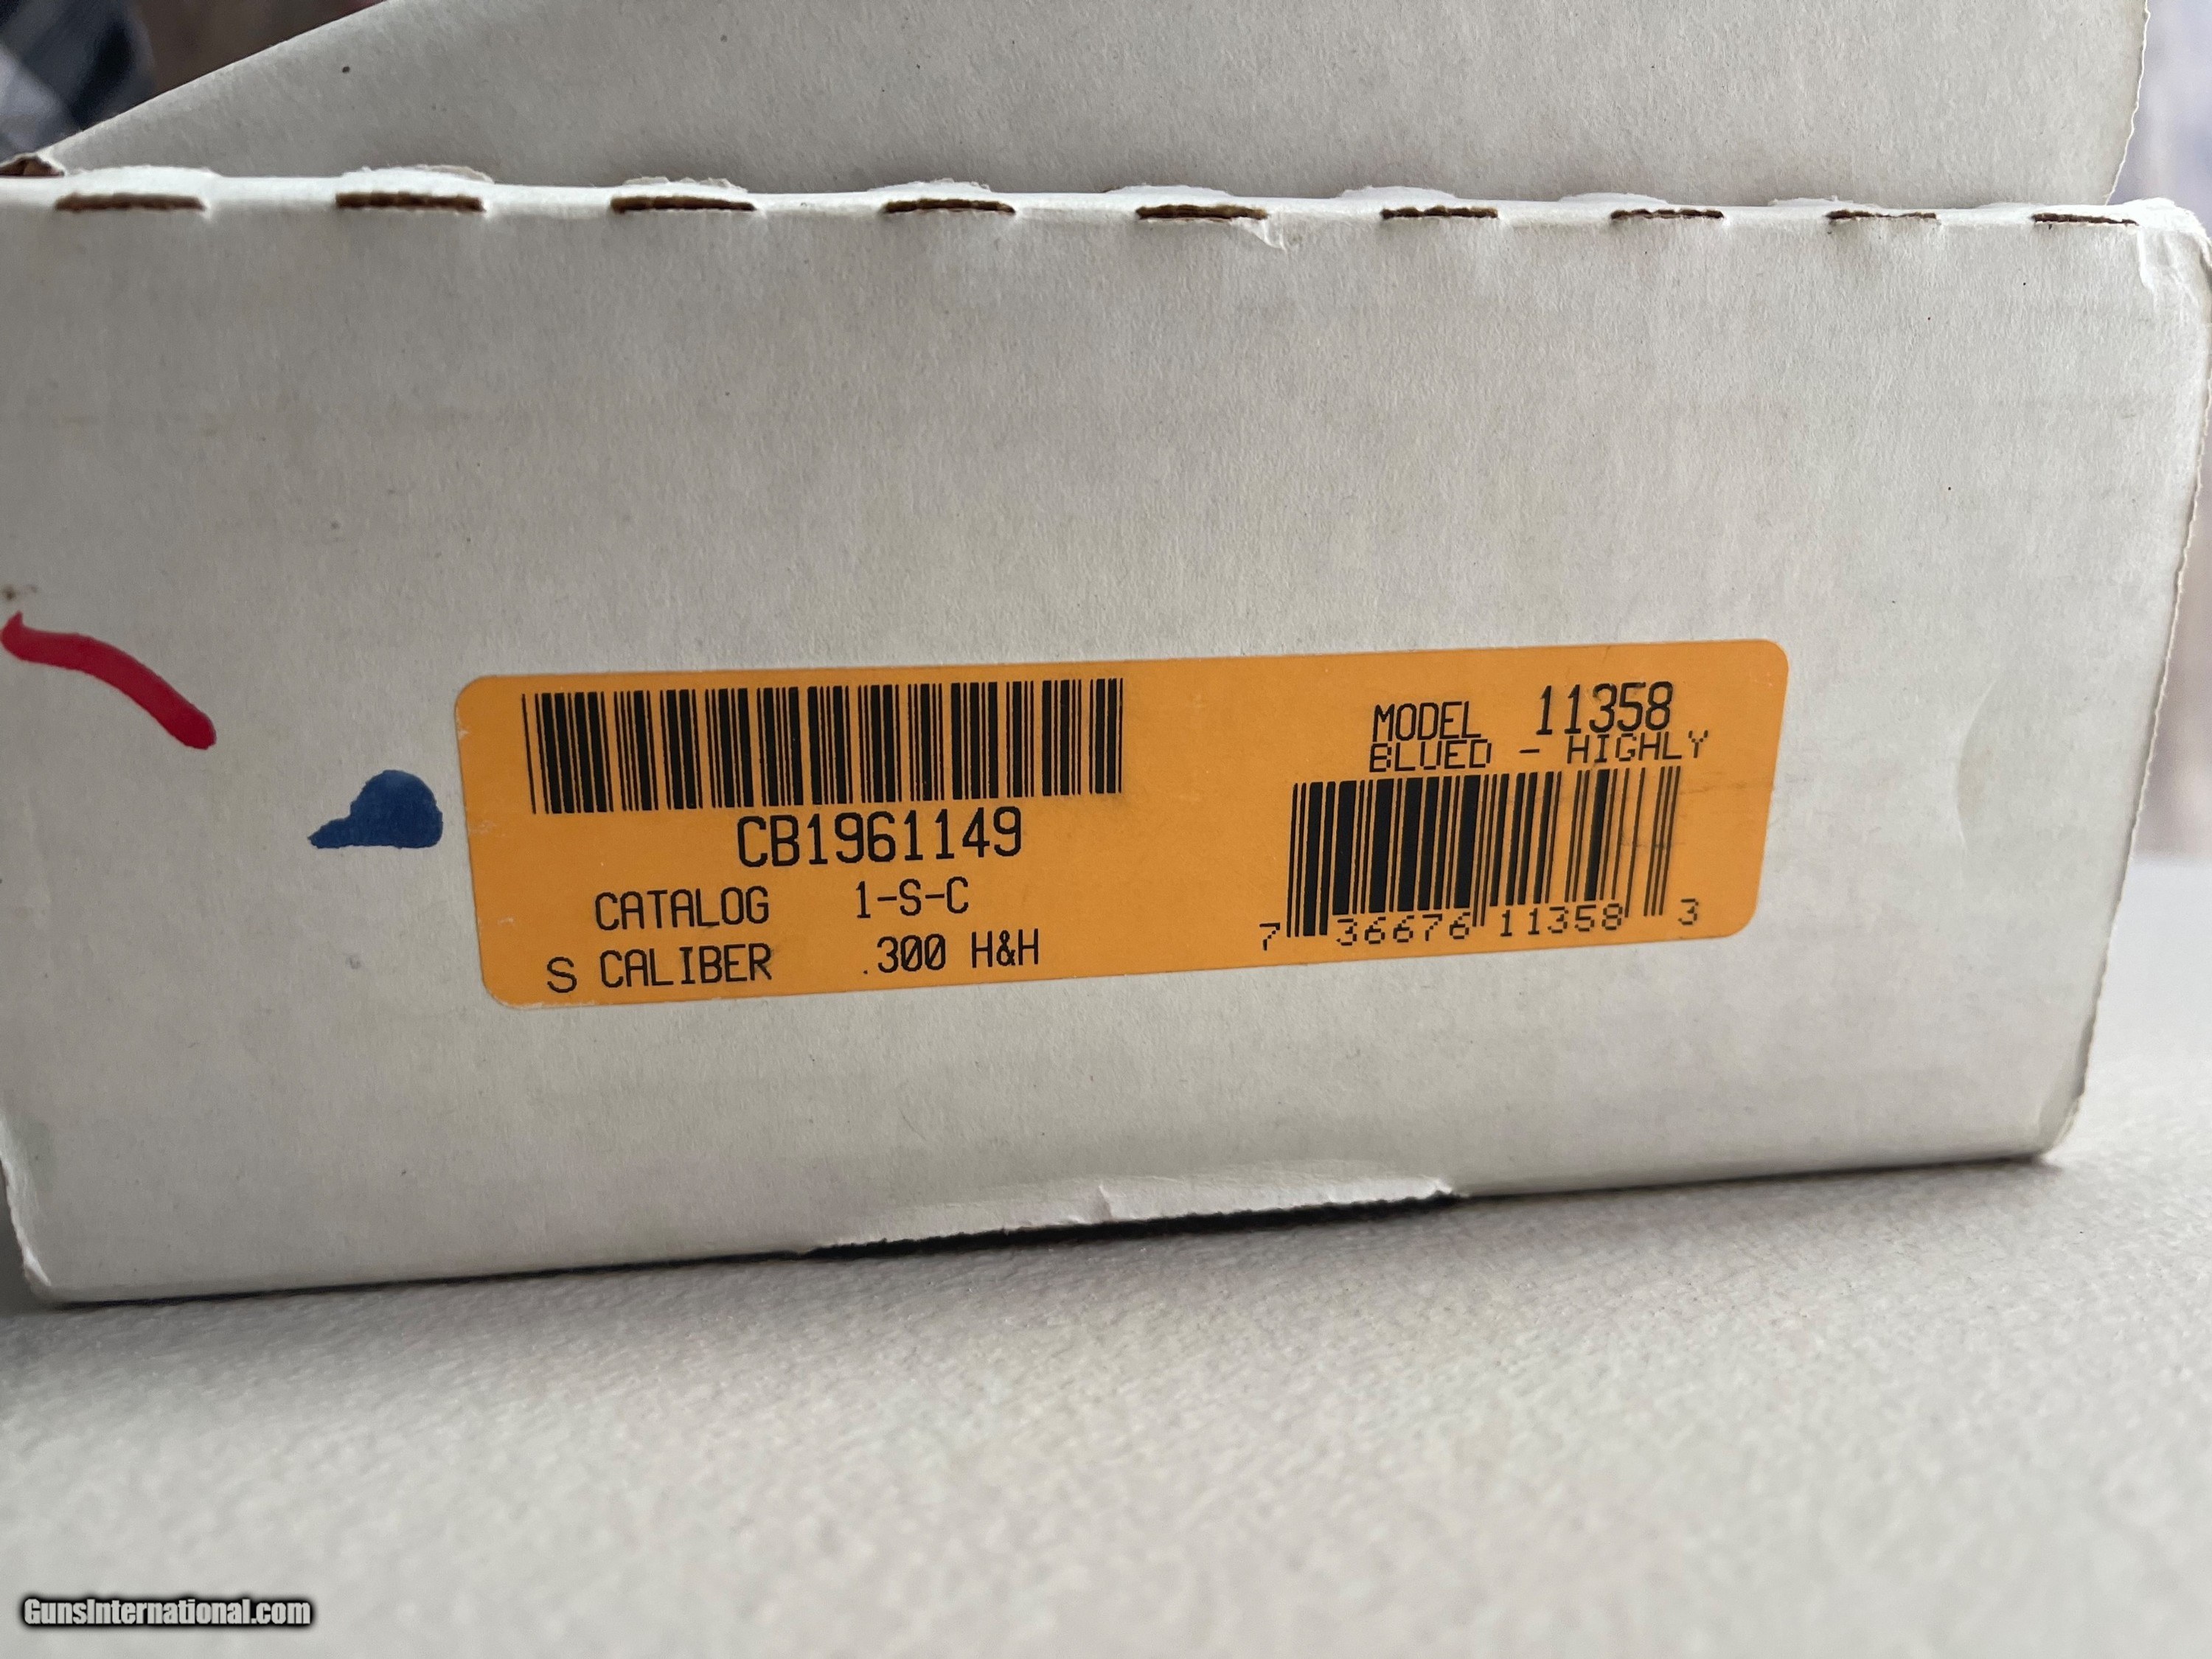 CB1961149
CATALOG 1-S-C
S CALIBER .300 H&H
MODEL 11358
BLUED - HIGHLY
7 36676 11358 3
GunsInternational.com